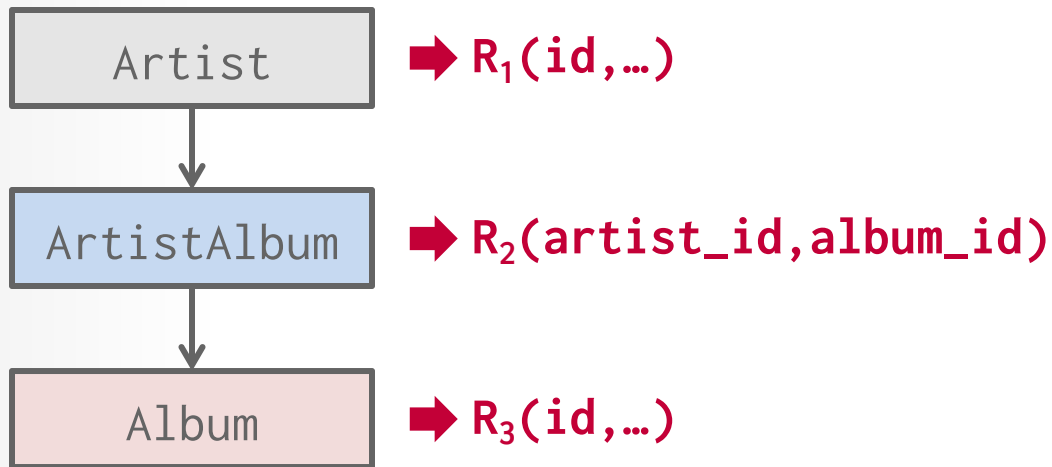 Artist
R₁(id,…)
ArtistAlbum
R₂(artist_id,album_id)
Album
R₃(id,…)